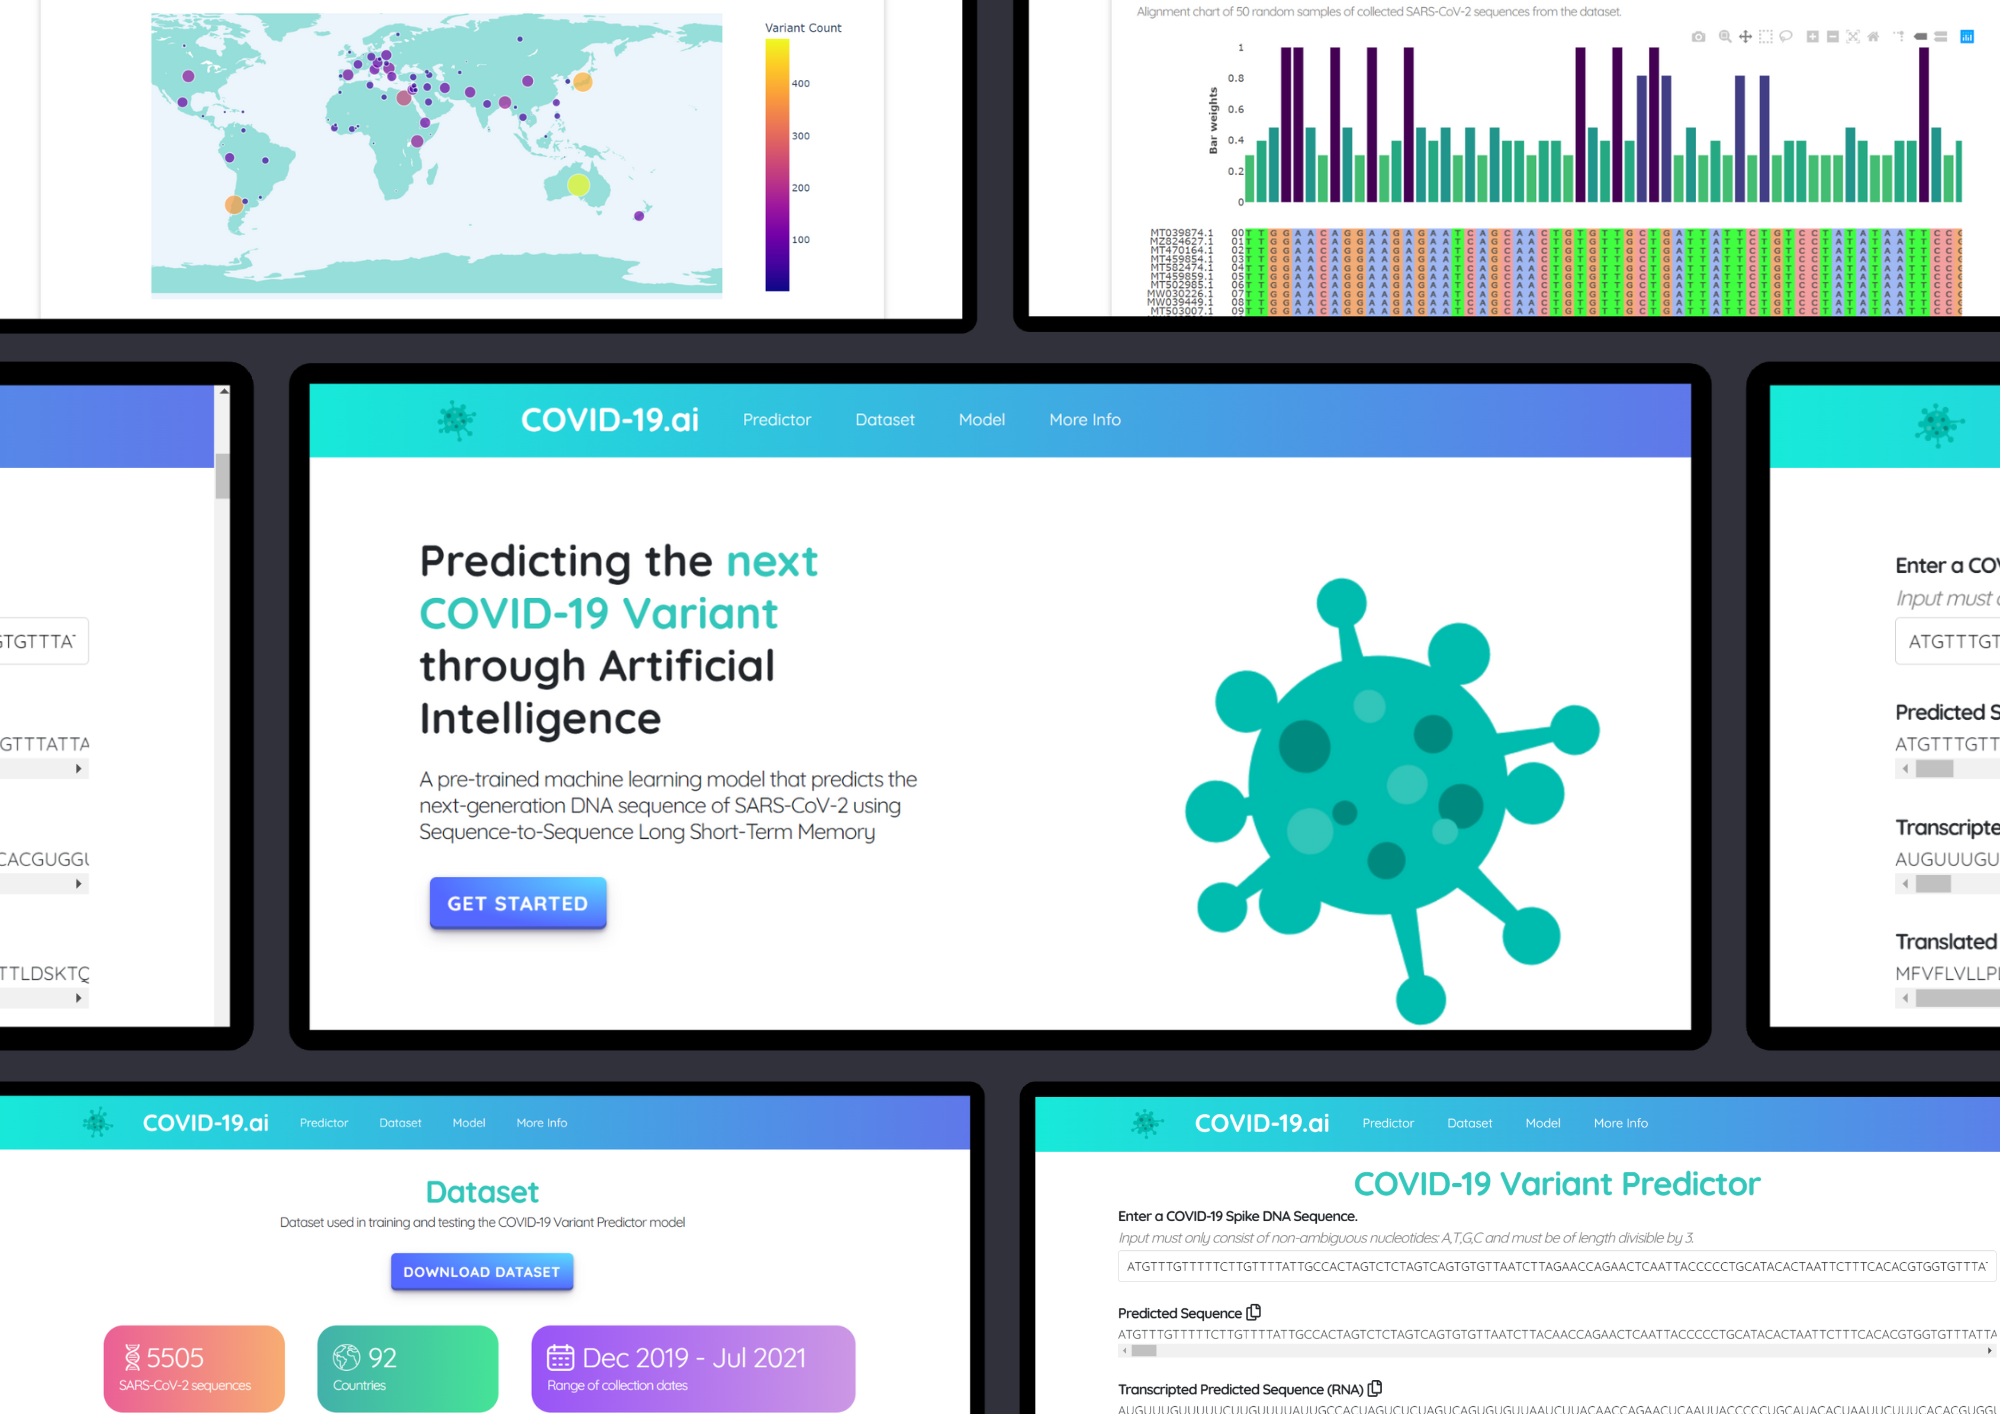 Variant Count
400
300
200
100
Alignment chart of 50 random samples of collected SARS-CoV-2 sequences from the dataset.
Bar weights
1
0.8
0.6
0.4
0.2
0
MT039874.1 00
MZ824627.1 01
MT470164.1 02
MT459854.1 03
MT582474.1 04
MT459859.1 05
MT502985.1 06
MW030226.1 07
MW039449.1 08
MT503007.1 09
GTGTTTA
GTTTATTA
CACGUGGU
TTLDSKTQ
COVID-19.ai
Predictor
Dataset
Model
More Info
Predicting the next
COVID-19 Variant
through Artificial
Intelligence
A pre-trained machine learning model that predicts the
next-generation DNA sequence of SARS-CoV-2 using
Sequence-to-Sequence Long Short-Term Memory
GET STARTED
Enter a COV
Input must
ATGTTTGT
Predicted S
ATGTTTGTT
Transcripte
AUGUUUGU
Translated
MFVFLVLLP
COVID-19.ai
Predictor
Dataset
Model
More Info
Dataset
Dataset used in training and testing the COVID-19 Variant Predictor model
DOWNLOAD DATASET
5505
SARS-CoV-2 sequences
92
Countries
Dec 2019 - Jul 2021
Range of collection dates
COVID-19.ai
Predictor
Dataset
Model
More Info
COVID-19 Variant Predictor
Enter a COVID-19 Spike DNA Sequence.
Input must only consist of non-ambiguous nucleotides: A,T,G,C and must be of length divisible by 3.
ATGTTTGTTTTTCTTGTTTTATTGCCACTAGTCTCTAGTCAGTGTGTTAATCTTAGAACCAGAACTCAATTACCCCCTGCATACACTAATTCTTTCACACGTGGTGTTTA
Predicted Sequence
ATGTTTGTTTTTCTTGTTTTATTGCCACTAGTCTCTAGTCAGTGTGTTAATCTTACAACCAGAACTCAATTACCCCCTGCATACACTAATTCTTTCACACGTGGTGTTTATTA
Transcripted Predicted Sequence (RNA)
AUGUUUGUUUUUCUUGUUUUAUUGCCACUAGUCUCUAGUCAGUGUGUUAAUCUUACAACCAGAACUCAAUUACCCCCUGCAUACACUAAUUCUUUCACACGUGGU